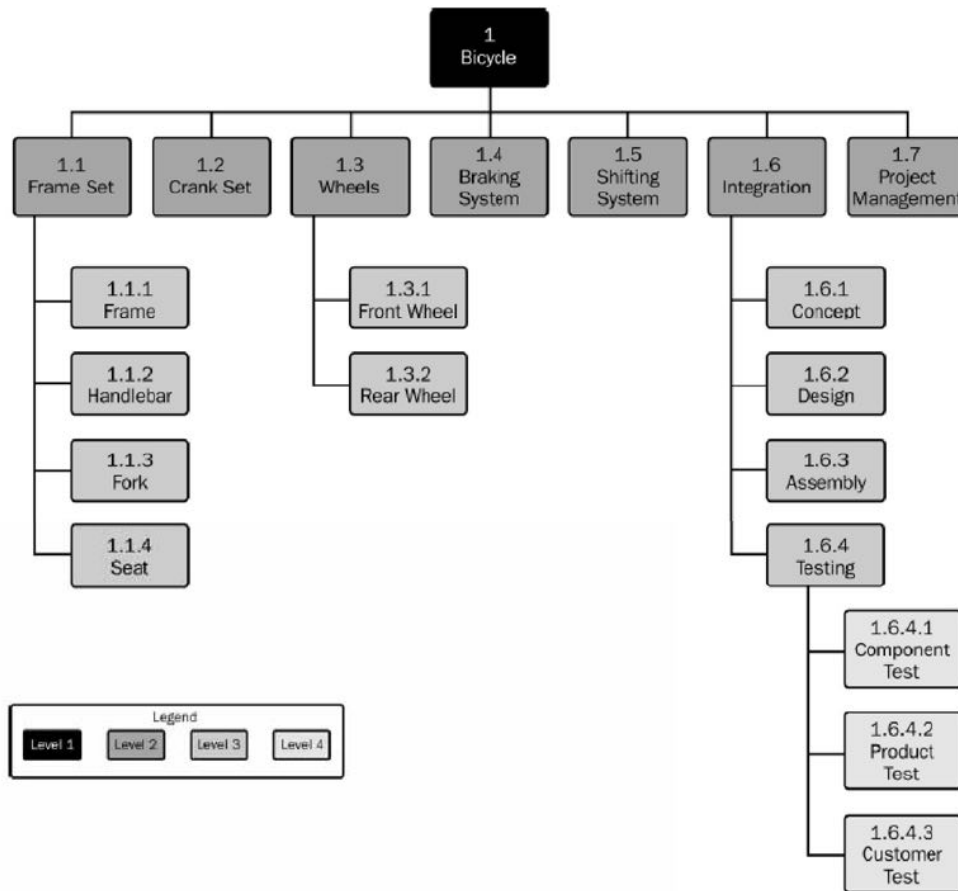 1
Bicycle
1.1
Frame Set
1.2
Crank Set
1.3
Wheels
1.4
Braking
System
1.5
Shifting
System
1.6
Integration
1.7
Project
Management
1.1.1
Frame
1.1.2
Handlebar
1.1.3
Fork
1.1.4
Seat
1.3.1
Front Wheel
1.3.2
Rear Wheel
1.6.1
Concept
1.6.2
Design
1.6.3
Assembly
1.6.4
Testing
1.6.4.1
Component
Test
1.6.4.2
Product
Test
1.6.4.3
Customer
Test
Legend
Level 1
Level 2
Level 3
Level 4